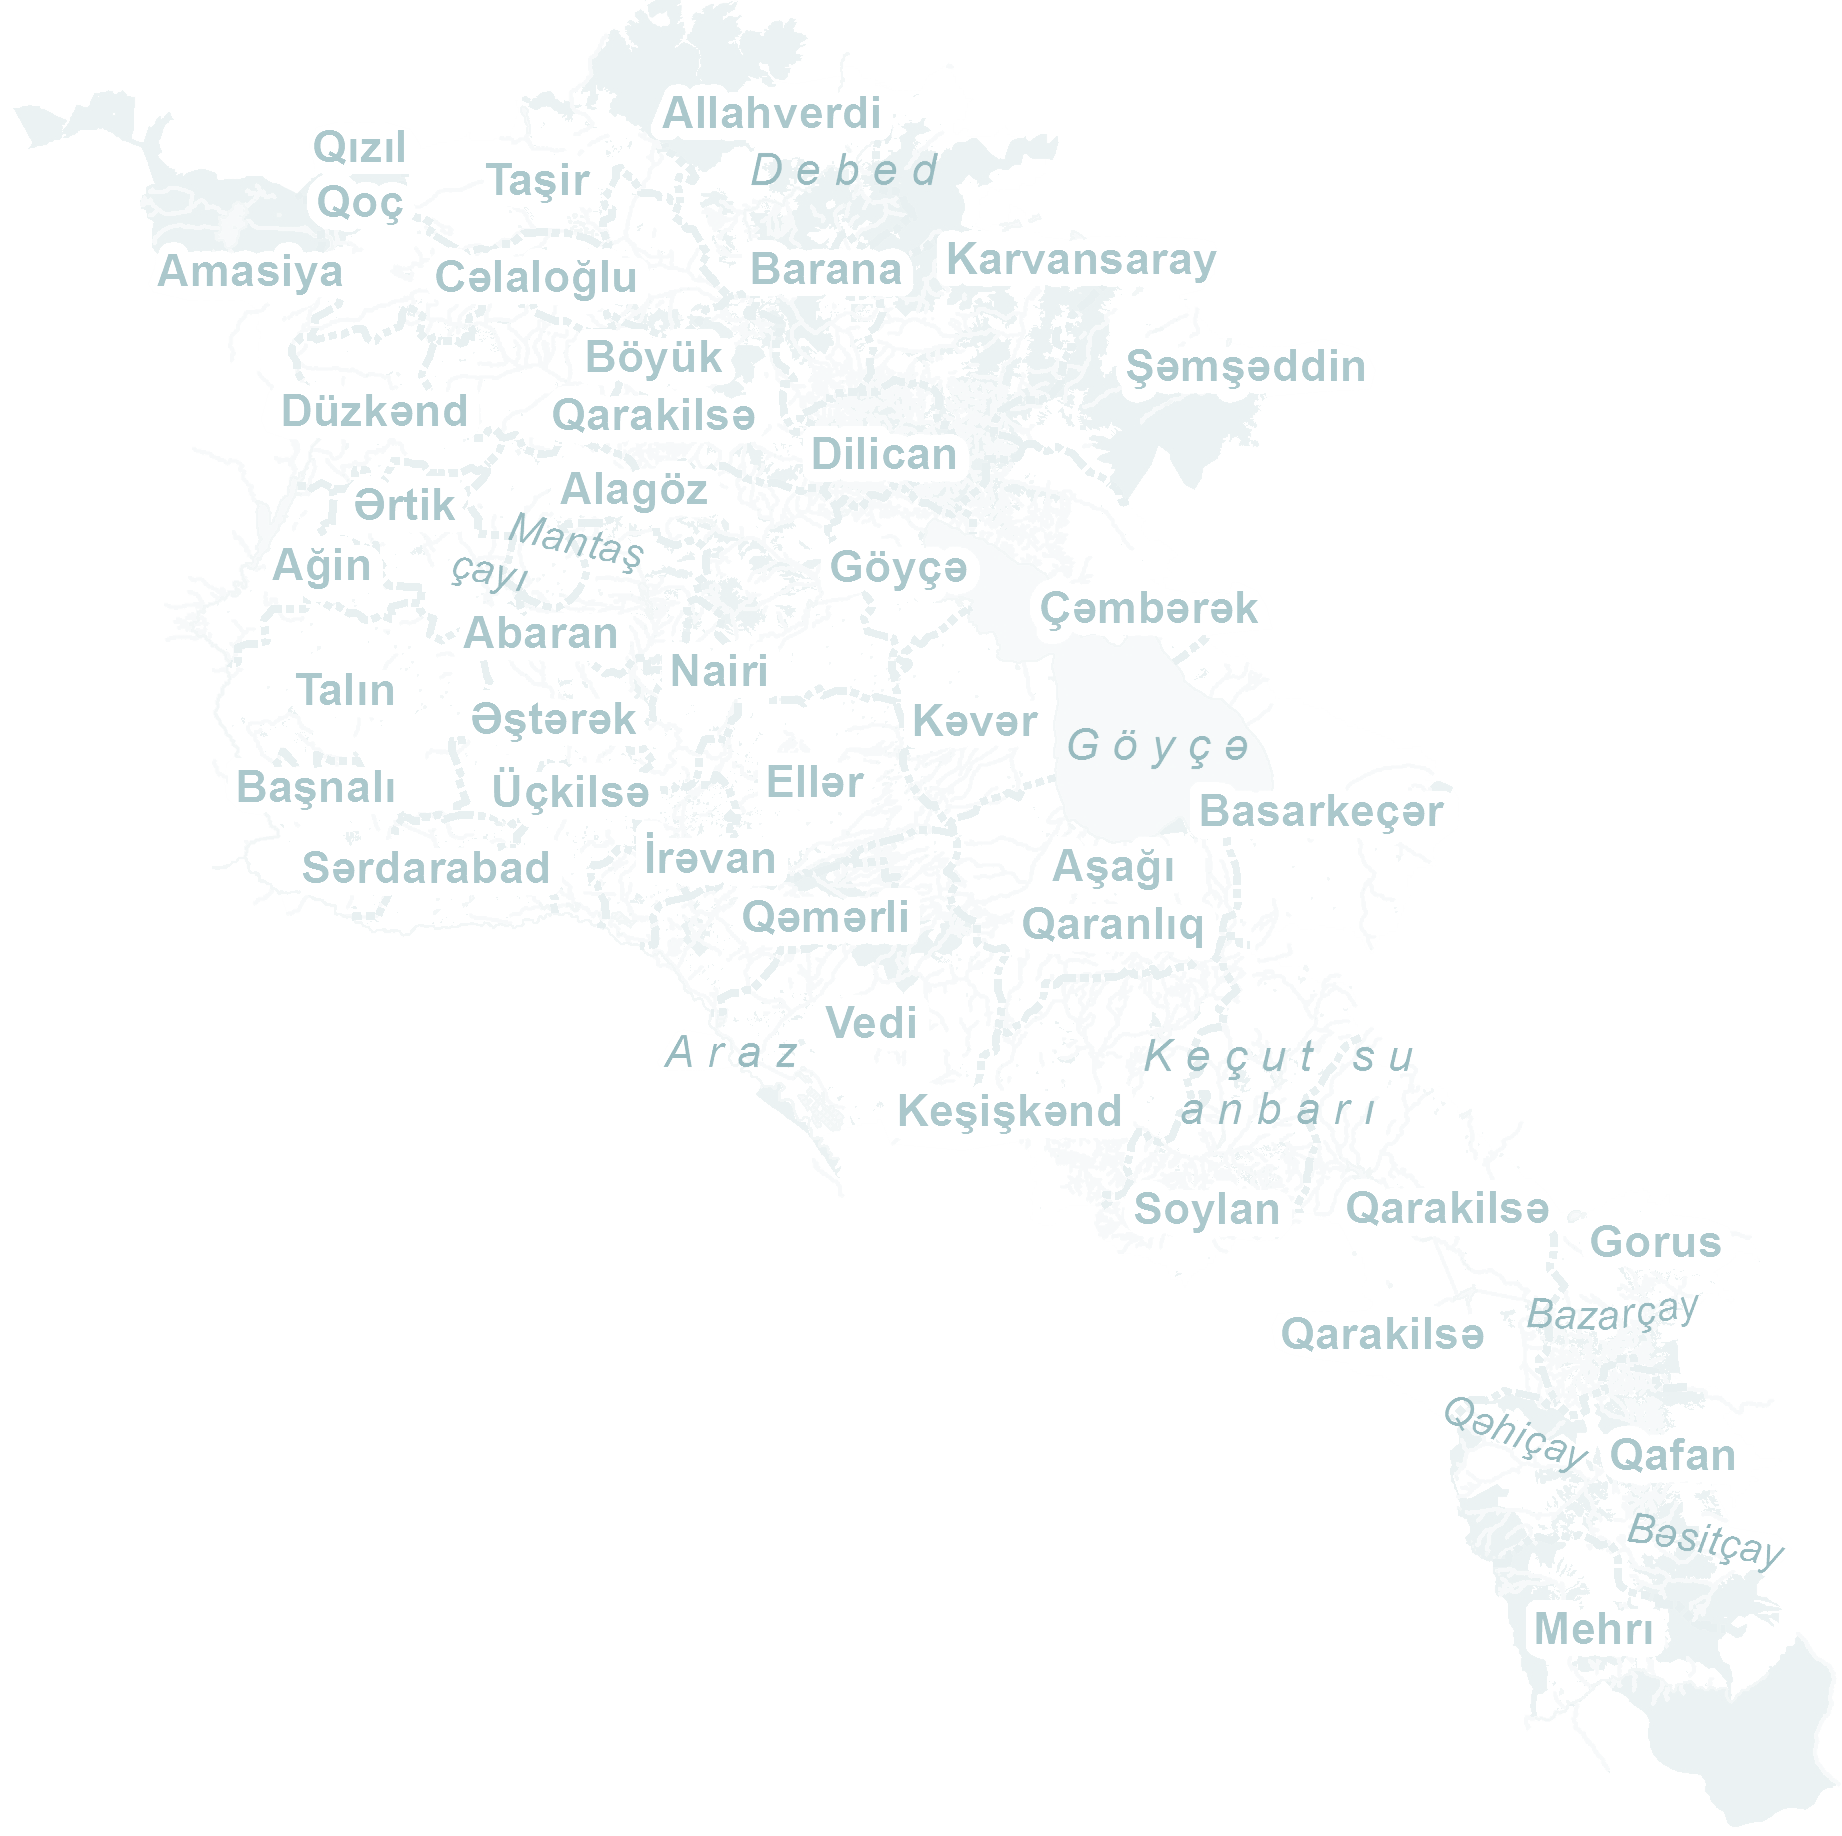 Allahverdi
Debed
Qızıl
Qoç
Taşir
Amasiya
Cəlaloğlu
Barana
Karvansaray
Böyük
Qarakilsə
Şəmşəddin
Düzkənd
Dilican
Alagöz
Ərtik
Mantaş
çayı
Ağin
Göyçə
Çəmbərək
Abaran
Nairi
Talın
Əştərək
Kəvər
Göyçə
Başnalı
Üçkilsə
Ellər
Basarkeçər
Sərdarabad
İrəvan
Aşağı
Qaranlıq
Qəmərli
Vedi
Araz
Keçut su
anbarı
Keşişkənd
Soylan
Qarakilsə
Gorus
Bazarçay
Qarakilsə
Qəhiçay
Qafan
Bəsitçay
Mehrı